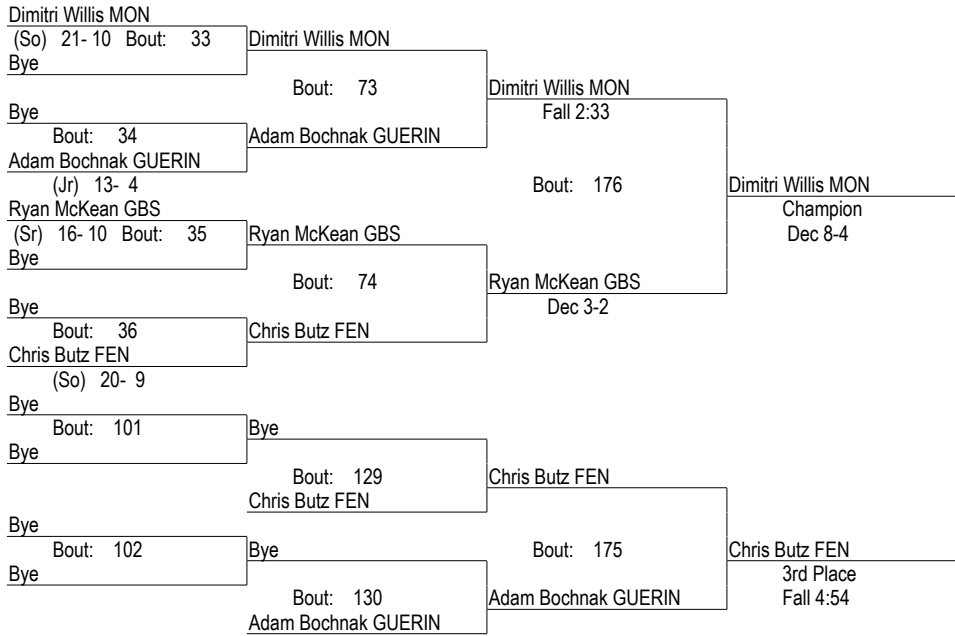 Dimitri Willis MON
(So) 21- 10 Bout: 33 Dimitri Willis MON
Bye
Bout: 73 Dimitri Willis MON
Bye Fall 2:33
Bout: 34 Adam Bochnak GUERIN
Adam Bochnak GUERIN
(Jr) 13- 4 Bout: 176 Dimitri Willis MON
Ryan McKean GBS Champion
(Sr) 16- 10 Bout: 35 Ryan McKean GBS Dec 8-4
Bye
Bout: 74 Ryan McKean GBS
Bye Dec 3-2
Bout: 36 Chris Butz FEN
Chris Butz FEN
(So) 20- 9
Bye
Bout: 101 Bye
Bye
Bout: 129 Chris Butz FEN
Chris Butz FEN
Bye
Bout: 102 Bye Bout: 175 Chris Butz FEN
Bye 3rd Place
Bout: 130 Adam Bochnak GUERIN Fall 4:54
Adam Bochnak GUERIN